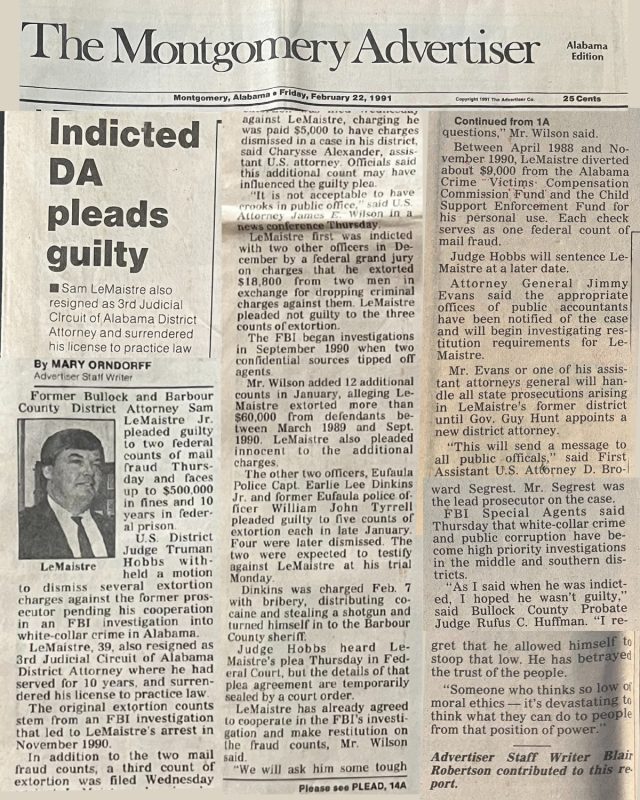 The Montgomery Advertiser
Alabama
Edition
Montgomery, Alabama • Friday, February 22, 1991
Copyright 1991 The Advertiser Co.
25 Cents
Indicted
DA
pleads
guilty
■ Sam LeMaistre also
resigned as 3rd Judicial
Circuit of Alabama District
Attorney and surrendered
his license to practice law
By MARY ORNDORFF
Advertiser Staff Writer
Former Bullock and Barbour
County District Attorney Sam
LeMaistre Jr.
pleaded guilty
to two federal
counts of mail
fraud Thurs-
day and faces
up to $500,000
in fines and 10
years in feder-
al prison.
U.S. District
Judge Truman
Hobbs with-
held a motion
LeMaistre
to dismiss several extortion
charges against the former pros-
ecutor pending his cooperation
in an FBI investigation into
white-collar crime in Alabama.
LeMaistre, 39, also resigned as
3rd Judicial Circuit of Alabama
District Attorney where he had
served for 10 years, and surren-
dered his license to practice law.
The original extortion counts
stem from an FBI investigation
that led to LeMaistre's arrest in
November 1990.
In addition to the two mail
fraud counts, a third count of
extortion was filed Wednesday
against LeMaistre, charging he
was paid $5,000 to have charges
dismissed in a case in his district,
said Charysse Alexander, assis-
tant U.S. attorney. Officials said
this additional count may have
influenced the guilty plea.
"It is not acceptable to have
crooks in public office," said U.S.
Attorney James E. Wilson in a
news conference Thursday.
LeMaistre first was indicted
with two other officers in De-
cember by a federal grand jury
on charges that he extorted
$18,800 from two men in
exchange for dropping criminal
charges against them. LeMaistre
pleaded not guilty to the three
counts of extortion.
The FBI began investigations
in September 1990 when two
confidential sources tipped off
agents.
Mr. Wilson added 12 additional
counts in January, alleging Le-
Maistre extorted more than
$60,000 from defendants be-
tween March 1989 and Sept.
1990. LeMaistre also pleaded
innocent to the additional
charges.
The other two officers, Eufaula
Police Capt. Earlie Lee Dinkins
Jr. and former Eufaula police of-
ficer William John Tyrrell
pleaded guilty to five counts of
extortion each in late January.
Four were later dismissed. The
two were expected to testify
against LeMaistre at his trial
Monday.
Dinkins was charged Feb. 7
with bribery, distributing co-
caine and stealing a shotgun and
turned himself in to the Barbour
County sheriff.
Judge Hobbs heard Le-
Maistre's plea Thursday in Fed-
eral Court, but the details of that
plea agreement are temporarily
sealed by a court order.
LeMaistre has already agreed
to cooperate in the FBI's investi-
gation and make restitution on
the fraud counts, Mr. Wilson
said.
"We will ask him some tough
Please see PLEAD, 14A
Continued from 1A
questions," Mr. Wilson said.
Between April 1988 and No-
vember 1990, LeMaistre diverted
about $9,000 from the Alabama
Crime Victims Compensation
Commission Fund and the Child
Support Enforcement Fund for
his personal use. Each check
serves as one federal count of
mail fraud.
Judge Hobbs will sentence Le-
Maistre at a later date.
Attorney General Jimmy
Evans said the appropriate
offices of public accountants
have been notified of the case
and will begin investigating res-
titution requirements for Le-
Maistre.
Mr. Evans or one of his assis-
tant attorneys general will han-
dle all state prosecutions arising
in LeMaistre's former district
until Gov. Guy Hunt appoints a
new district attorney.
"This will send a message to
all public officals," said First
Assistant U.S. Attorney D. Bro-
ward Segrest. Mr. Segrest was
the lead prosecutor on the case.
FBI Special Agents said
Thursday that white-collar crime
and public corruption have be-
come high priority investigations
in the middle and southern dis-
tricts.
"As I said when he was indict-
ed, I hoped he wasn't guilty,"
said Bullock County Probate
Judge Rufus C. Huffman. "I re-
gret that he allowed himself to
stoop that low. He has betrayed
the trust of the people.
"Someone who thinks so low of
moral ethics — it's devastating to
think what they can do to people
from that position of power."
Advertiser Staff Writer Blair
Robertson contributed to this re-
port.